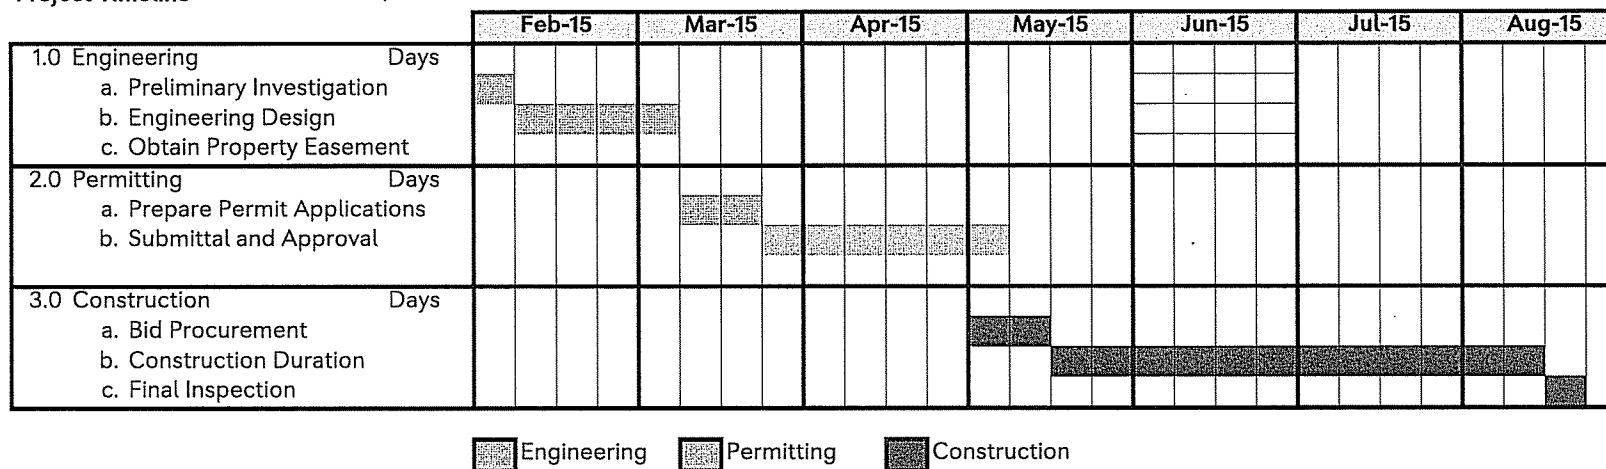 Feb-15 Mar-15 Apr-15 May-15 Jun-15 Jul-15 Aug-15
1.0 Engineering Days
a. Preliminary Investigation
b. Engineering Design
c. Obtain Property Easement
2.0 Permitting Days
a. Prepare Permit Applications
b. Submittal and Approval
3.0 Construction Days
a. Bid Procurement
b. Construction Duration
c. Final Inspection
Engineering Permitting Construction